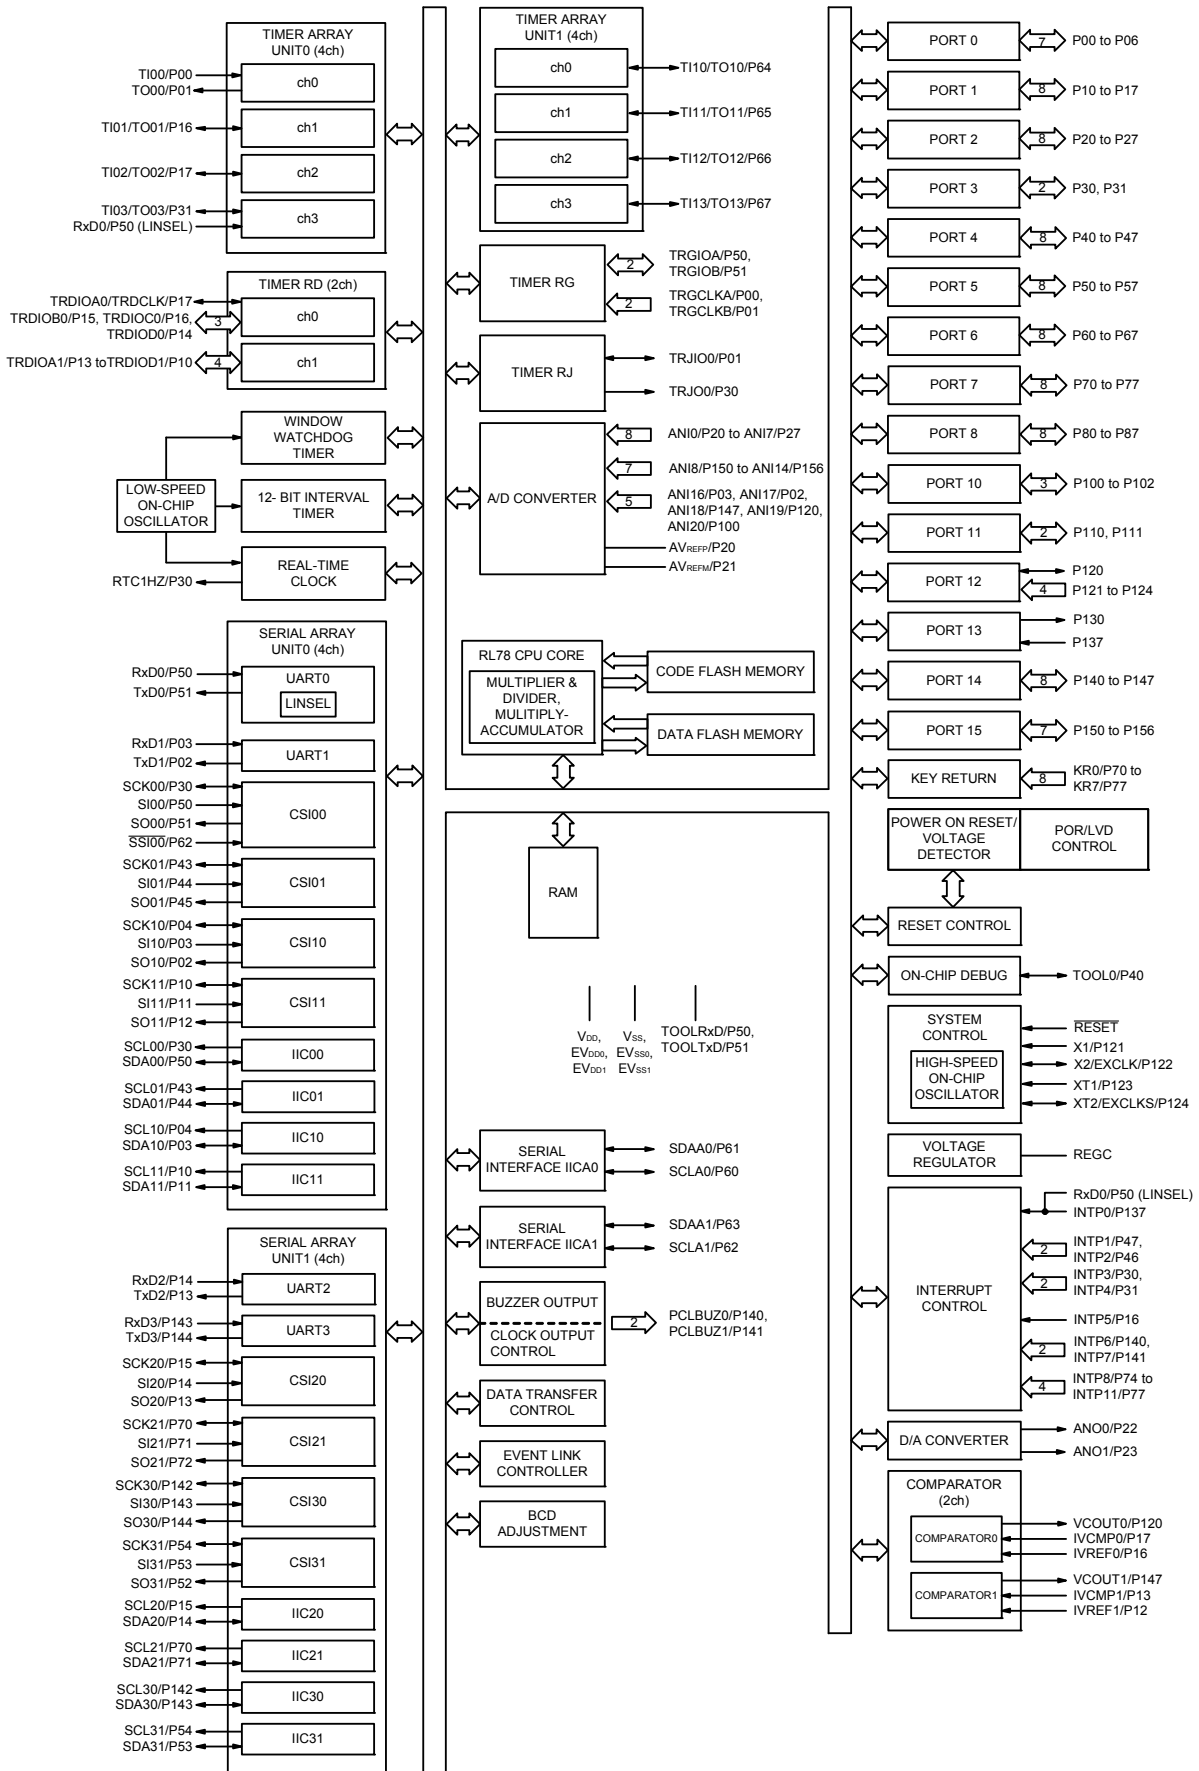 TIMER ARRAY
UNIT0 (4ch)
TI00/P00
TO00/P01
ch0
TI01/TO01/P16
ch1
TI02/TO02/P17
ch2
TI03/TO03/P31
RxD0/P50 (LINSEL)
ch3
TIMER RD (2ch)
TRDIOA0/TRDCLK/P17
TRDIOB0/P15, TRDIOC0/P16,
TRDIOD0/P14
3
ch0
TRDIOA1/P13 toTRDIOD1/P10
4
ch1
WINDOW
WATCHDOG
TIMER
LOW-SPEED
ON-CHIP
OSCILLATOR
12- BIT INTERVAL
TIMER
RTC1HZ/P30
REAL-TIME
CLOCK
SERIAL ARRAY
UNIT0 (4ch)
RxD0/P50
TxD0/P51
UART0
LINSEL
RxD1/P03
TxD1/P02
UART1
SCK00/P30
SI00/P50
SO00/P51
SSI00/P62
CSI00
SCK01/P43
SI01/P44
SO01/P45
CSI01
SCK10/P04
SI10/P03
SO10/P02
CSI10
SCK11/P10
SI11/P11
SO11/P12
CSI11
SCL00/P30
SDA00/P50
IIC00
SCL01/P43
SDA01/P44
IIC01
SCL10/P04
SDA10/P03
IIC10
SCL11/P10
SDA11/P11
IIC11
SERIAL ARRAY
UNIT1 (4ch)
RxD2/P14
TxD2/P13
UART2
RxD3/P143
TxD3/P144
UART3
SCK20/P15
SI20/P14
SO20/P13
CSI20
SCK21/P70
SI21/P71
SO21/P72
CSI21
SCK30/P142
SI30/P143
SO30/P144
CSI30
SCK31/P54
SI31/P53
SO31/P52
CSI31
SCL20/P15
SDA20/P14
IIC20
SCL21/P70
SDA21/P71
IIC21
SCL30/P142
SDA30/P143
IIC30
SCL31/P54
SDA31/P53
IIC31
TIMER ARRAY
UNIT1 (4ch)
ch0
TI10/TO10/P64
ch1
TI11/TO11/P65
ch2
TI12/TO12/P66
ch3
TI13/TO13/P67
TIMER RG
2
TRGIOA/P50,
TRGIOB/P51
2
TRGCLKA/P00,
TRGCLKB/P01
TIMER RJ
TRJIO0/P01
TRJO0/P30
A/D CONVERTER
8
ANI0/P20 to ANI7/P27
7
ANI8/P150 to ANI14/P156
5
ANI16/P03, ANI17/P02,
ANI18/P147, ANI19/P120,
ANI20/P100
AVREFP/P20
AVREFM/P21
RL78 CPU CORE
MULTIPLIER &
DIVIDER,
MULITIPLY-
ACCUMULATOR
CODE FLASH MEMORY
DATA FLASH MEMORY
RAM
VDD,
EVDD0,
EVDD1
VSS,
EVSS0,
EVSS1
TOOLRxD/P50,
TOOLTxD/P51
SERIAL
INTERFACE IICA0
SDAA0/P61
SCLA0/P60
SERIAL
INTERFACE IICA1
SDAA1/P63
SCLA1/P62
BUZZER OUTPUT
CLOCK OUTPUT
CONTROL
2
PCLBUZ0/P140,
PCLBUZ1/P141
DATA TRANSFER
CONTROL
EVENT LINK
CONTROLLER
BCD
ADJUSTMENT
PORT 0
7
P00 to P06
PORT 1
8
P10 to P17
PORT 2
8
P20 to P27
PORT 3
2
P30, P31
PORT 4
8
P40 to P47
PORT 5
8
P50 to P57
PORT 6
8
P60 to P67
PORT 7
8
P70 to P77
PORT 8
8
P80 to P87
PORT 10
3
P100 to P102
PORT 11
2
P110, P111
PORT 12
P120
4
P121 to P124
PORT 13
P130
P137
PORT 14
8
P140 to P147
PORT 15
7
P150 to P156
KEY RETURN
8
KR0/P70 to
KR7/P77
POWER ON RESET/
VOLTAGE
DETECTOR
POR/LVD
CONTROL
RESET CONTROL
ON-CHIP DEBUG
TOOL0/P40
SYSTEM
CONTROL
HIGH-SPEED
ON-CHIP
OSCILLATOR
RESET
X1/P121
X2/EXCLK/P122
XT1/P123
XT2/EXCLKS/P124
VOLTAGE
REGULATOR
REGC
INTERRUPT
CONTROL
RxD0/P50 (LINSEL)
INTP0/P137
2
INTP1/P47,
INTP2/P46
2
INTP3/P30,
INTP4/P31
INTP5/P16
2
INTP6/P140,
INTP7/P141
4
INTP8/P74 to
INTP11/P77
D/A CONVERTER
ANO0/P22
ANO1/P23
COMPARATOR
(2ch)
COMPARATOR0
VCOUT0/P120
IVCMP0/P17
IVREF0/P16
COMPARATOR1
VCOUT1/P147
IVCMP1/P13
IVREF1/P12